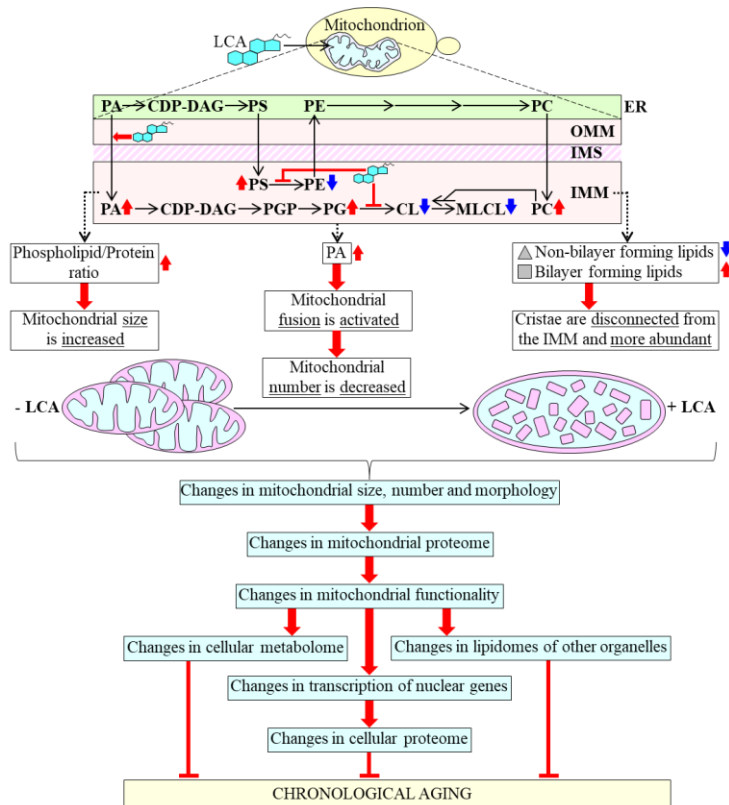 Mitochondrion
LCA
PA CDP-DAG PS PE PC ER
OMM
IMS
PS PE IMM
PA CDP-DAG PGP PG CL MLCL PC
Phospholipid/Protein
ratio
PA
Non-bilayer forming lipids
Bilayer forming lipids
Mitochondrial size
is increased
Mitochondrial
fusion is activated
Cristae are disconnected from
the IMM and more abundant
Mitochondrial
number is decreased
- LCA
+ LCA
Changes in mitochondrial size, number and morphology
Changes in mitochondrial proteome
Changes in mitochondrial functionality
Changes in cellular metabolome
Changes in lipidomes of other organelles
Changes in transcription of nuclear genes
Changes in cellular proteome
CHRONOLOGICAL AGING